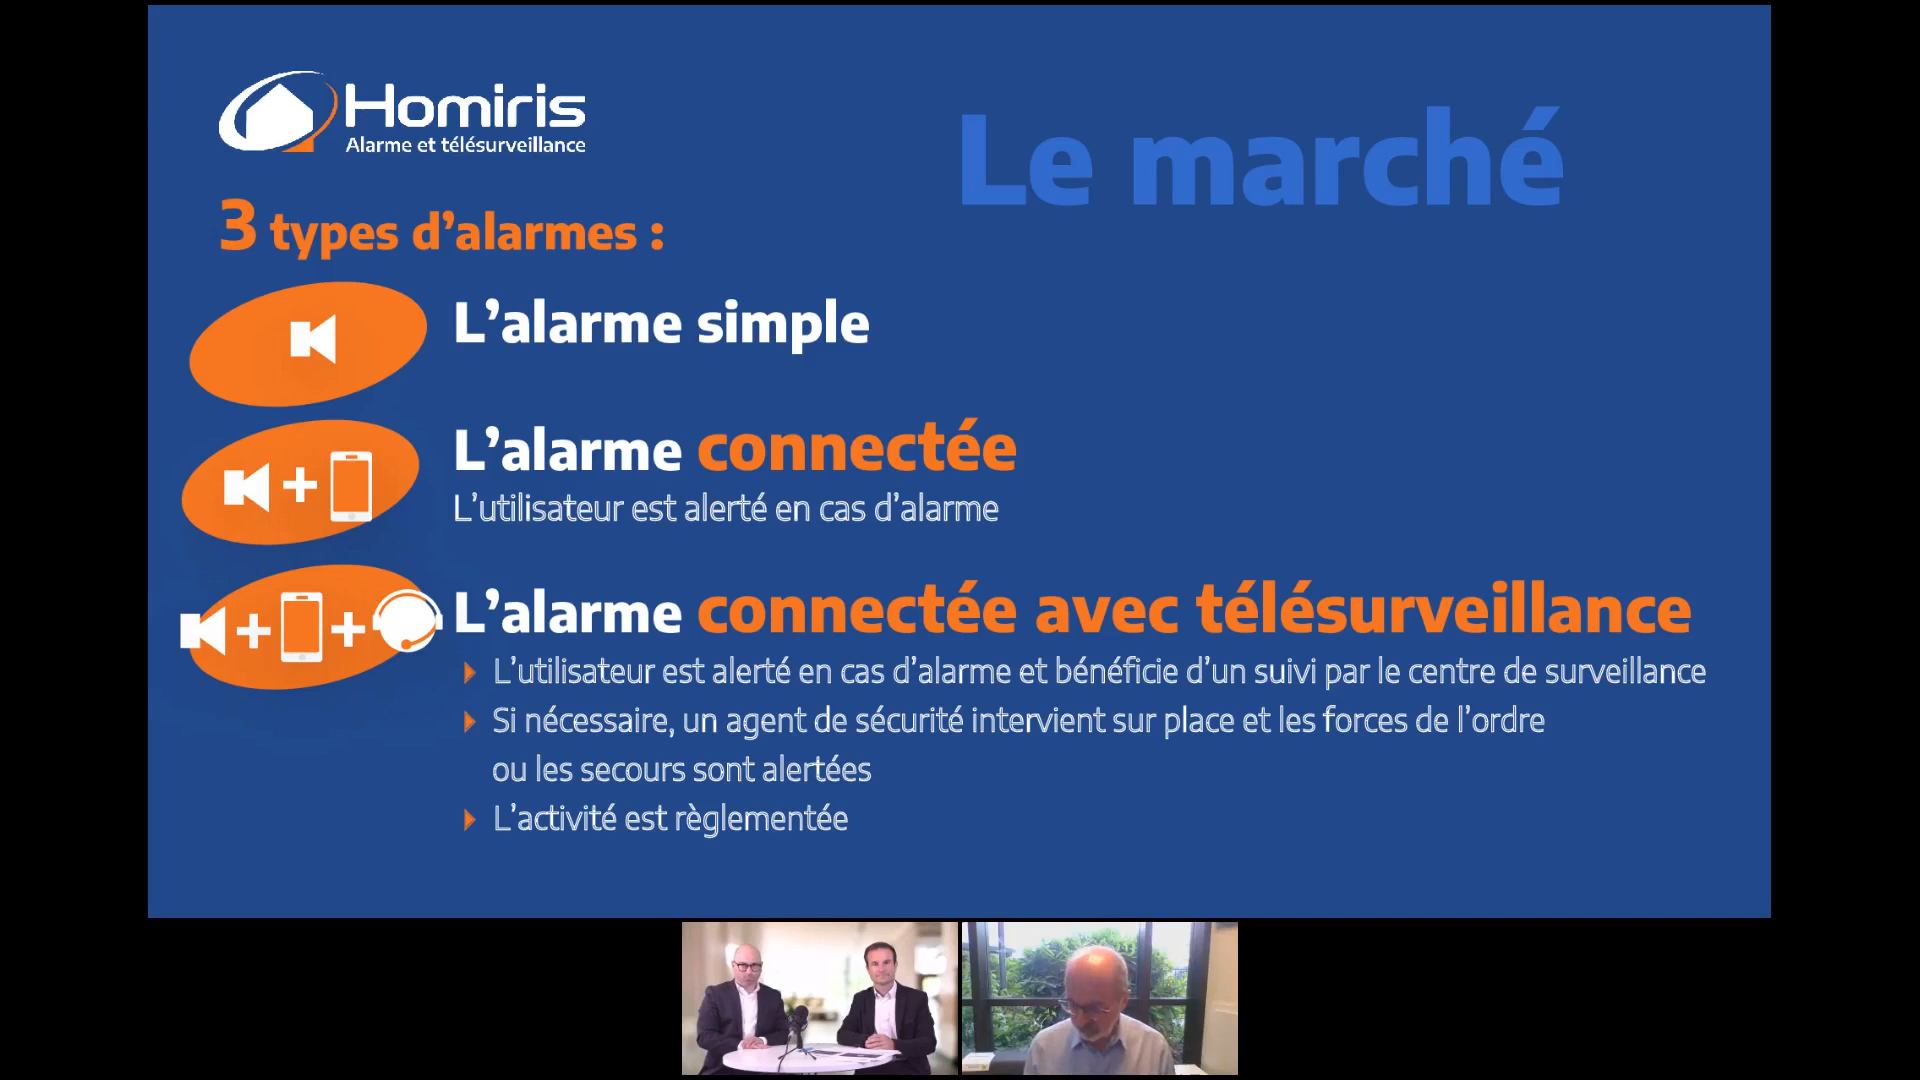 Homiris
Alarme et télésurveillance
Le marché
3 types d’alarmes :
L’alarme simple
L’alarme connectée
L’utilisateur est alerté en cas d’alarme
L’alarme connectée avec télésurveillance
L’utilisateur est alerté en cas d’alarme et bénéficie d’un suivi par le centre de surveillance
Si nécessaire, un agent de sécurité intervient sur place et les forces de l’ordre
ou les secours sont alertées
L’activité est règlementée